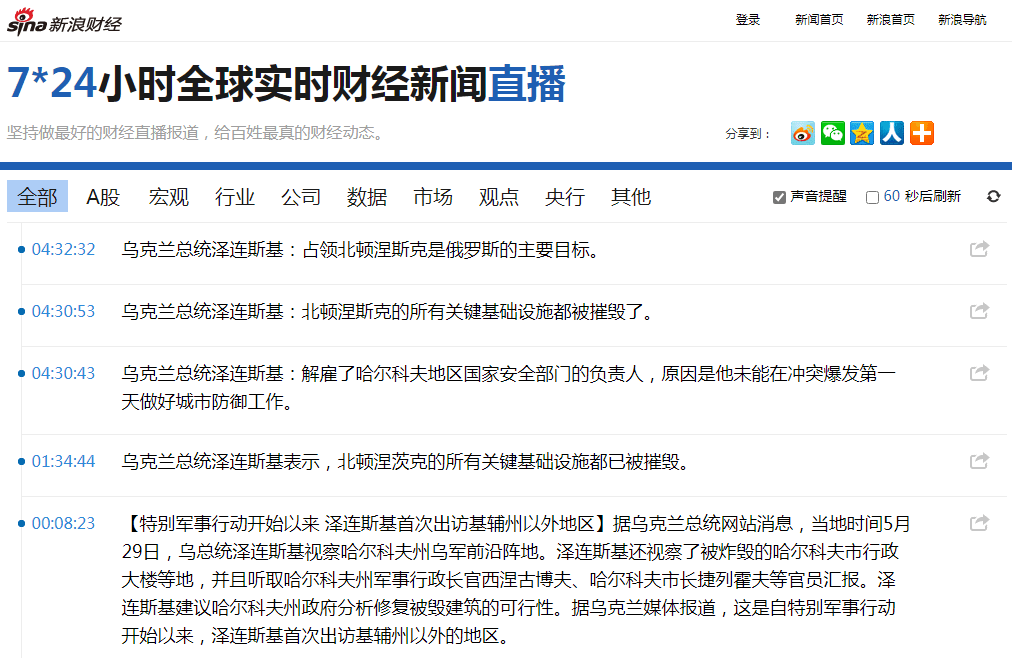 sina新浪财经
登录 新闻首页 新浪首页 新浪导航
7*24小时全球实时财经新闻直播
坚持做最好的财经直播报道，给百姓最真的财经动态。
分享到：
全部 A股 宏观 行业 公司 数据 市场 观点 央行 其他 声音提醒 60 秒后刷新
04:32:32 乌克兰总统泽连斯基：占领北顿涅斯克是俄罗斯的主要目标。
04:30:53 乌克兰总统泽连斯基：北顿涅斯克的所有关键基础设施都被摧毁了。
04:30:43 乌克兰总统泽连斯基：解雇了哈尔科夫地区国家安全部门的负责人，原因是他未能在冲突爆发第一
天做好城市防御工作。
01:34:44 乌克兰总统泽连斯基表示，北顿涅茨克的所有关键基础设施都已被摧毁。
00:08:23 【特别军事行动开始以来 泽连斯基首次出访基辅州以外地区】据乌克兰总统网站消息，当地时间5月
29日，乌总统泽连斯基视察哈尔科夫州乌军前沿阵地。泽连斯基还视察了被炸毁的哈尔科夫市行政
大楼等地，并且听取哈尔科夫州军事行政长官西涅古博夫、哈尔科夫市长捷列霍夫等官员汇报。泽
连斯基建议哈尔科夫州政府分析修复被毁建筑的可行性。据乌克兰媒体报道，这是自特别军事行动
开始以来，泽连斯基首次出访基辅州以外的地区。